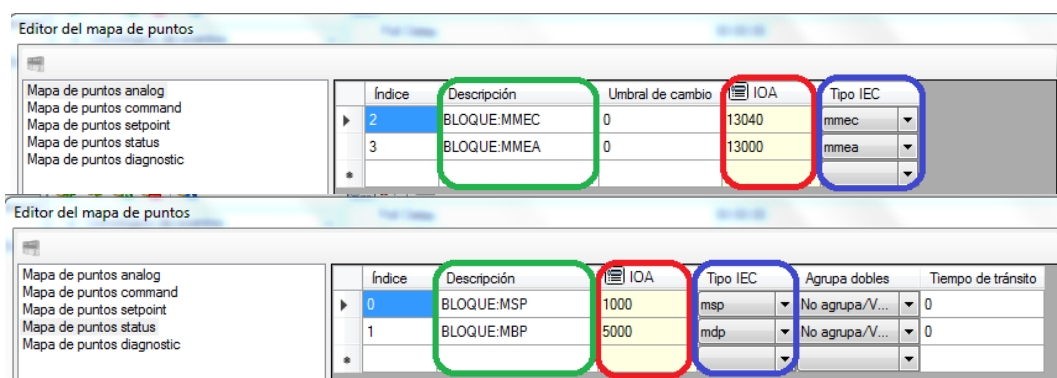 Editor del mapa de puntos
Mapa de puntos analog
Mapa de puntos command
Mapa de puntos setpoint
Mapa de puntos status
Mapa de puntos diagnostic
Índice Descripción Umbral de cambio IOA Tipo IEC
2 BLOQUE:MMEC 0 13040 mmec
3 BLOQUE:MMEA 0 13000 mmea
Editor del mapa de puntos
Mapa de puntos analog
Mapa de puntos command
Mapa de puntos setpoint
Mapa de puntos status
Mapa de puntos diagnostic
Índice Descripción IOA Tipo IEC Agrupa dobles Tiempo de tránsito
0 BLOQUE:MSP 1000 msp No agrupa/V... 0
1 BLOQUE:MBP 5000 mdp No agrupa/V... 0